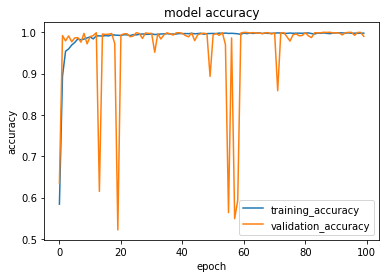 model accuracy
1.0
0.9
0.8
0.7
0.6
0.5
accuracy
training_accuracy
validation_accuracy
0 20 40 60 80 100
epoch